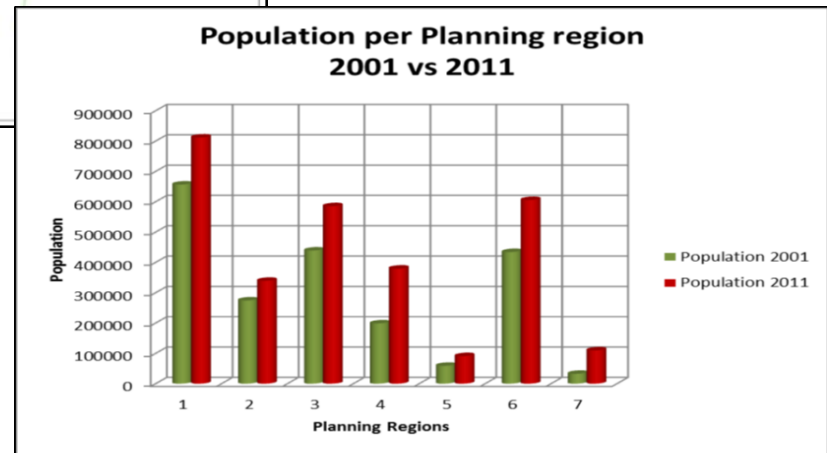 Population per Planning region
2001 vs 2011
900000
800000
700000
600000
500000
400000
300000
200000
100000
0
Population
1 2 3 4 5 6 7
Planning Regions
Population 2001
Population 2011